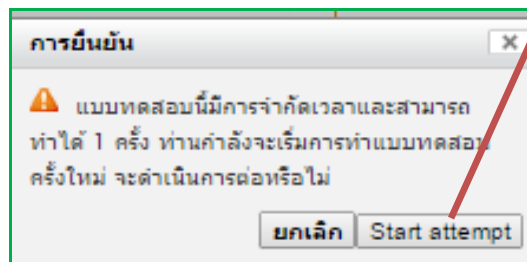 การยืนยัน
แบบทดสอบนี้มีการจำกัดเวลาและสามารถ
ทำได้ 1 ครั้ง ท่านกำลังจะเริ่มการทำแบบทดสอบ
ครั้งใหม่ จะดำเนินการต่อหรือไม่
ยกเลิก Start attempt